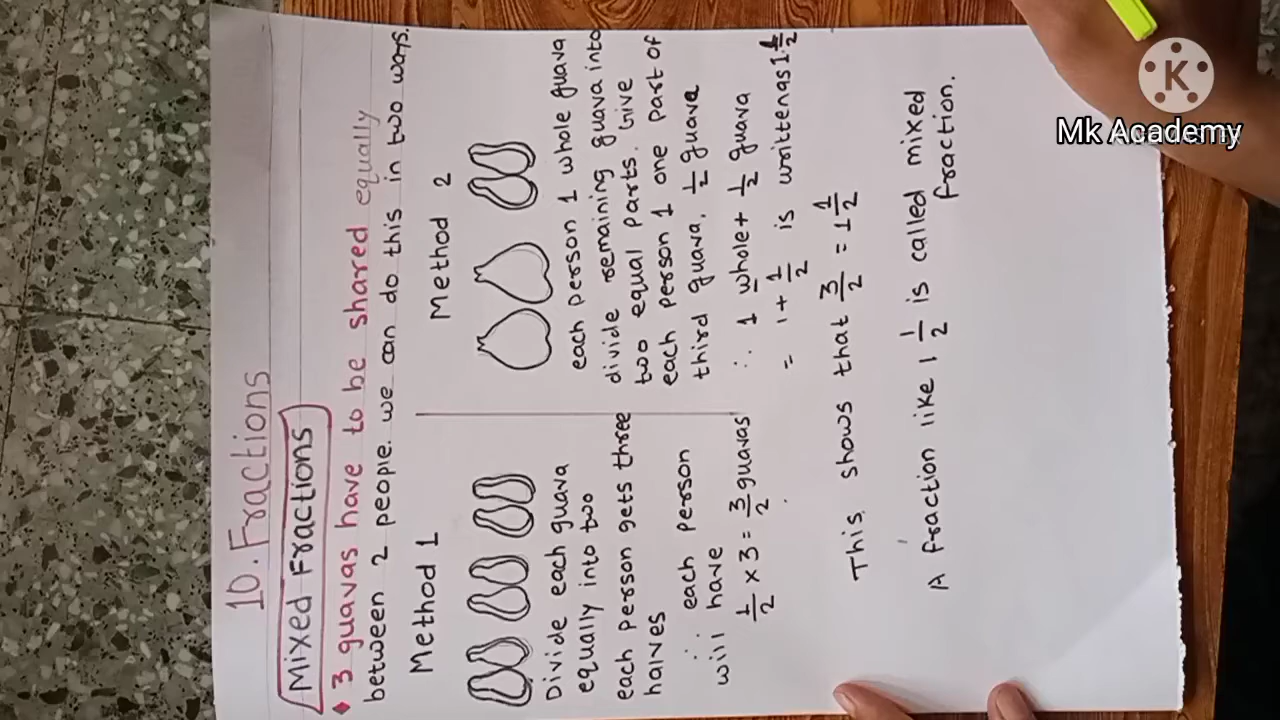 10. Fractions
Mixed Fractions
♦ 3 guavas have to be shared equally
between 2 people. we can do this in two ways.
Method 1
Divide each guava
equally into two
each person gets three
halves
∴ each person
will have
1/2 × 3 = 3/2 guavas
Method 2
each person 1 whole guava
divide remaining guava into
two equal parts. Give
each person 1 one part of
third guava, 1/2 guava
∴ 1 whole + 1/2 guava
= 1 + 1/2 is written as 1 1/2
This shows that 3/2 = 1 1/2
A fraction like 1 1/2 is called mixed
fraction.
K
Mk Academy